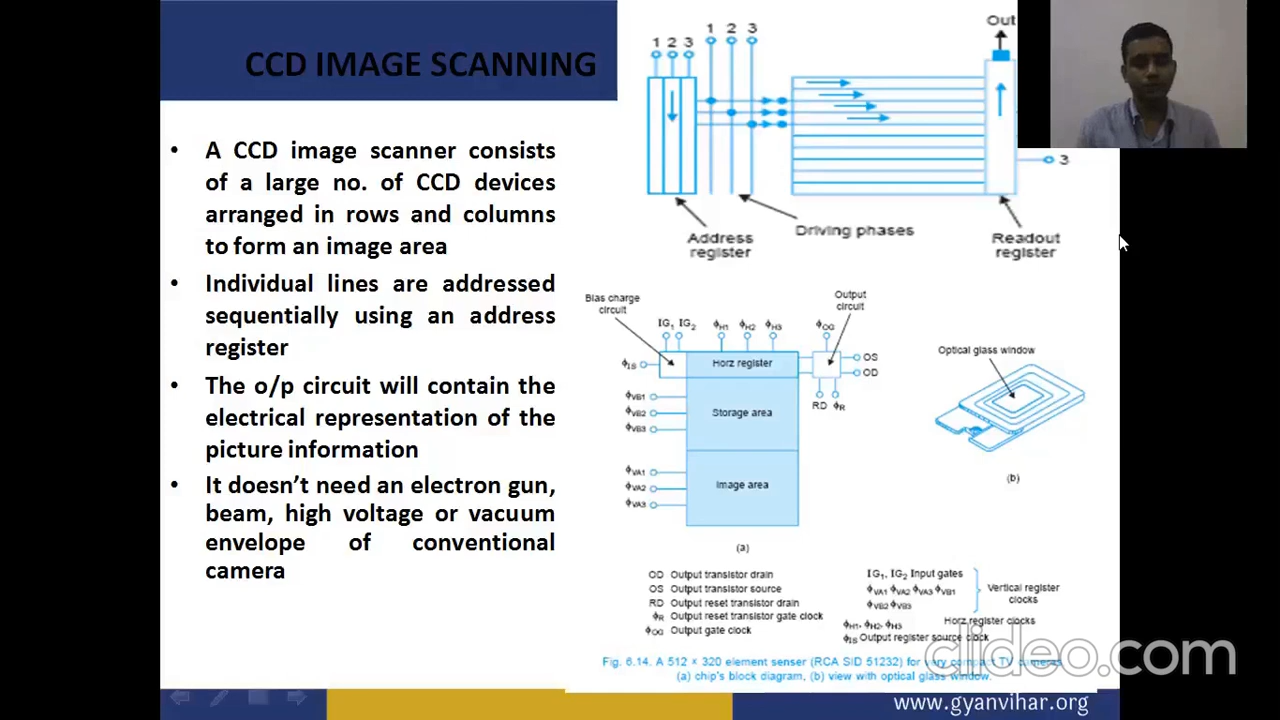 CCD IMAGE SCANNING
• A CCD image scanner consists
of a large no. of CCD devices
arranged in rows and columns
to form an image area
• Individual lines are addressed
sequentially using an address
register
• The o/p circuit will contain the
electrical representation of the
picture information
• It doesn't need an electron gun,
beam, high voltage or vacuum
envelope of conventional
camera
1 2 3
1 2 3
Out
3
Address
register
Driving phases
Readout
register
Bias charge
circuit
Output
circuit
IG1 IG2 ϕH1 ϕH2 ϕH3 ϕOG
ϕIS
Horz register
OS
OD
RD ϕR
ϕVB1
ϕVB2
ϕVB3
Storage area
ϕVA1
ϕVA2
ϕVA3
Image area
(a)
Optical glass window
(b)
OD Output transistor drain
OS Output transistor source
RD Output reset transistor drain
ϕR Output reset transistor gate clock
ϕOG Output gate clock
IG1, IG2 Input gates
ϕVA1 ϕVA2 ϕVA3 ϕVB1
ϕVB2 ϕVB3
Vertical register
clocks
Horz register clocks
ϕH1, ϕH2, ϕH3
ϕIS Output register source clock
Fig. 6.14. A 512 × 320 element senser (RCA SID 51232) for very compact TV cameras
(a) chip's block diagram, (b) view with optical glass window.
clideo.com
www.gyanvihar.org